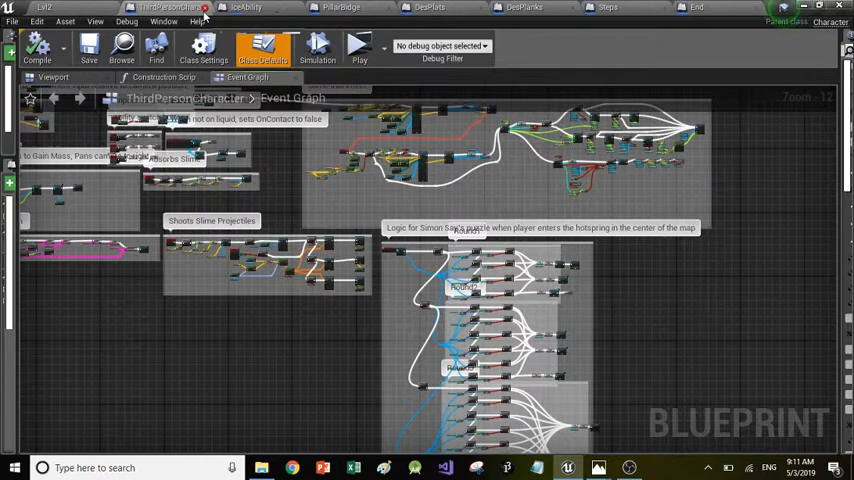 Lvl2
ThirdPersonChara
IceAbility
PillarBridge
DesPlats
DesPlanks
Steps
End
File
Edit
Asset
View
Debug
Window
Help
Parent class: Character
Compile
Browse
Find
Class Settings
Class Defaults
Simulation
Play
No debug object selected
Debug Filter
Viewport
Construction Scrip
Event Graph
ThirdPersonCharacter > Event Graph
Zoom -12
not on liquid, sets OnContact to false
to Gain Mass, Pans cam
Absorbs Slime
Shoots Slime Projectiles
Logic for Simon Say's puzzle when player enters the hotspring in the center of the map
Round1
Round2
BLUEPRINT
Type here to search
ENG
9:11 AM
5/3/2019